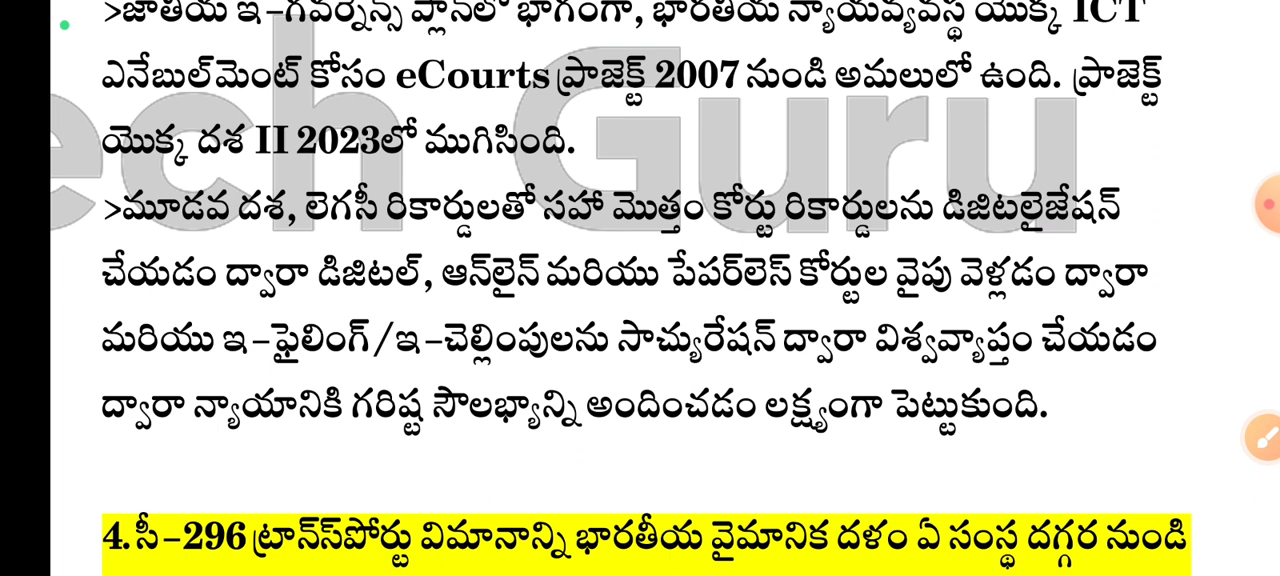 >జాతీయ ఇ-గవర్నెన్స్ ప్లాన్‌లో భాగంగా, భారతీయ న్యాయవ్యవస్థ యొక్క ICT
ఎనేబుల్‌మెంట్ కోసం eCourts ప్రాజెక్ట్ 2007 నుండి అమలులో ఉంది. ప్రాజెక్ట్
యొక్క దశ II 2023లో ముగిసింది.
ech Guru
>మూడవ దశ, లెగసీ రికార్డులతో సహా మొత్తం కోర్టు రికార్డులను డిజిటలైజేషన్
చేయడం ద్వారా డిజిటల్, ఆన్‌లైన్ మరియు పేపర్‌లెస్ కోర్టుల వైపు వెళ్లడం ద్వారా
మరియు ఇ-ఫైలింగ్/ఇ-చెల్లింపులను సాచ్యురేషన్ ద్వారా విశ్వవ్యాప్తం చేయడం
ద్వారా న్యాయానికి గరిష్ట సౌలభ్యాన్ని అందించడం లక్ష్యంగా పెట్టుకుంది.
4. సీ-296 ట్రాన్స్‌పోర్టు విమానాన్ని భారతీయ వైమానిక దళం ఏ సంస్థ దగ్గర నుండి